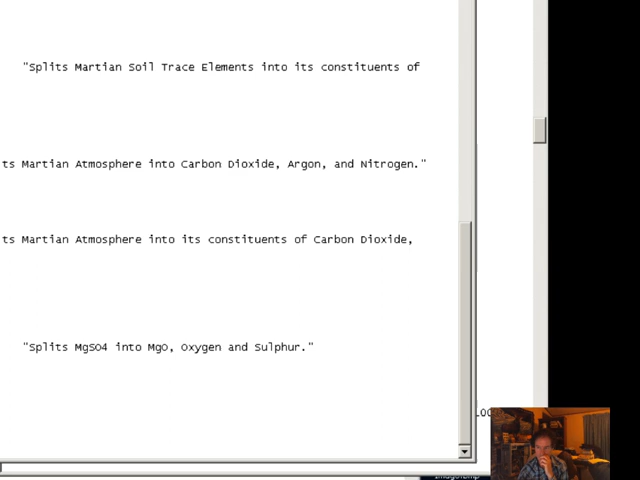 "Splits Martian Soil Trace Elements into its constituents of
ts Martian Atmosphere into Carbon Dioxide, Argon, and Nitrogen."
ts Martian Atmosphere into its constituents of Carbon Dioxide,
"Splits MgSO4 into MgO, Oxygen and Sulphur."